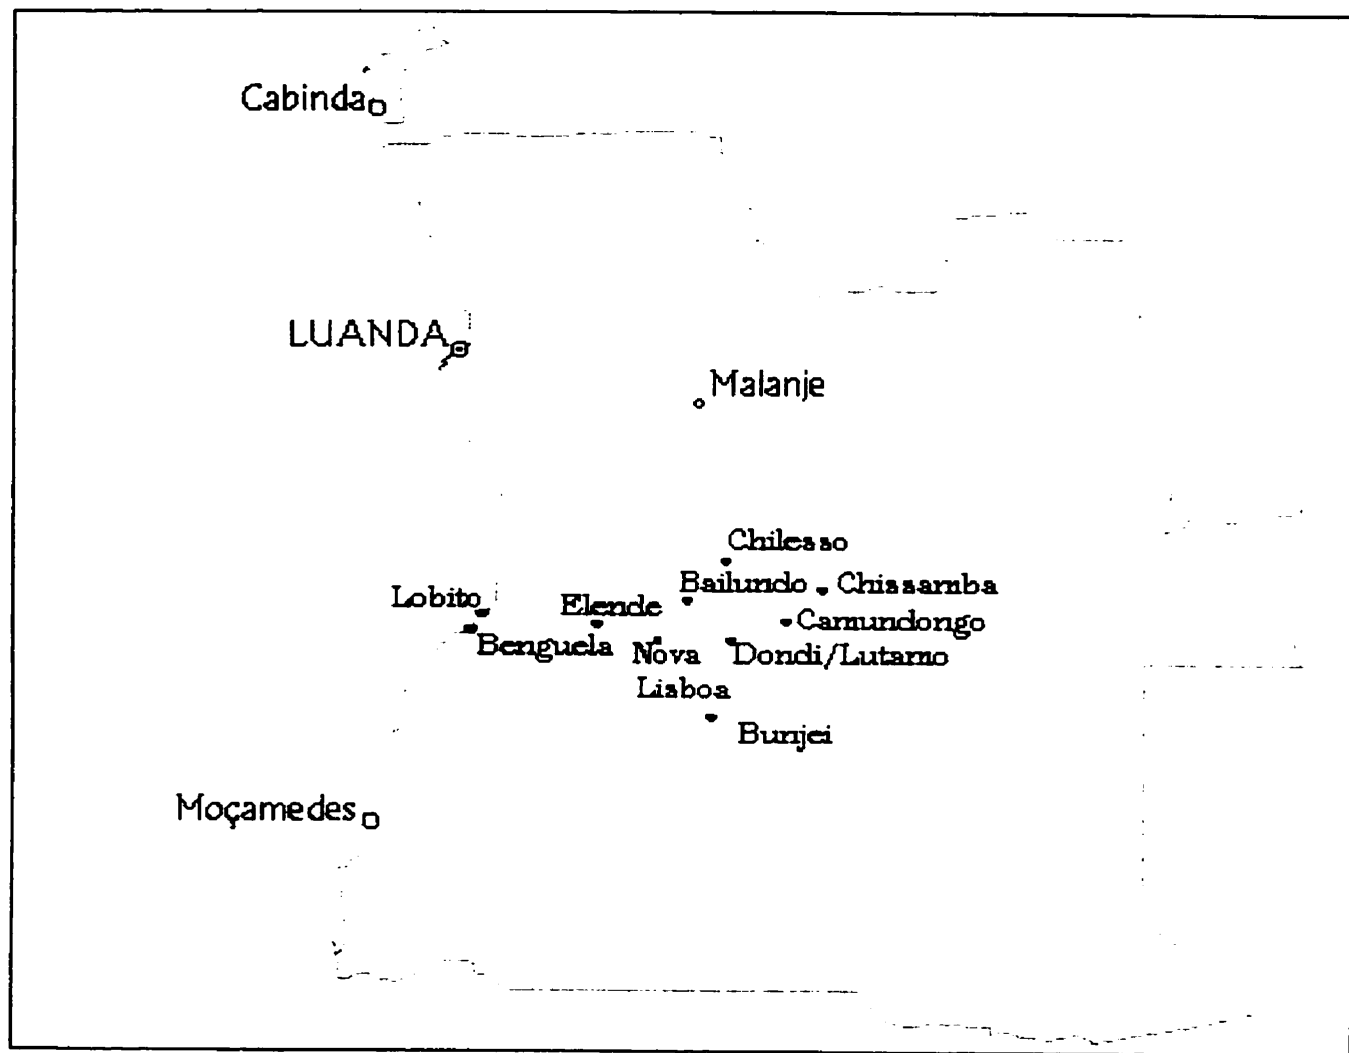 Cabinda
LUANDA
Malanje
Chilesso
Bailundo
Chissamba
Lobito
Elende
Camundongo
Benguela
Nova
Lisboa
Dondi/Lutamo
Bunjei
Moçamedes